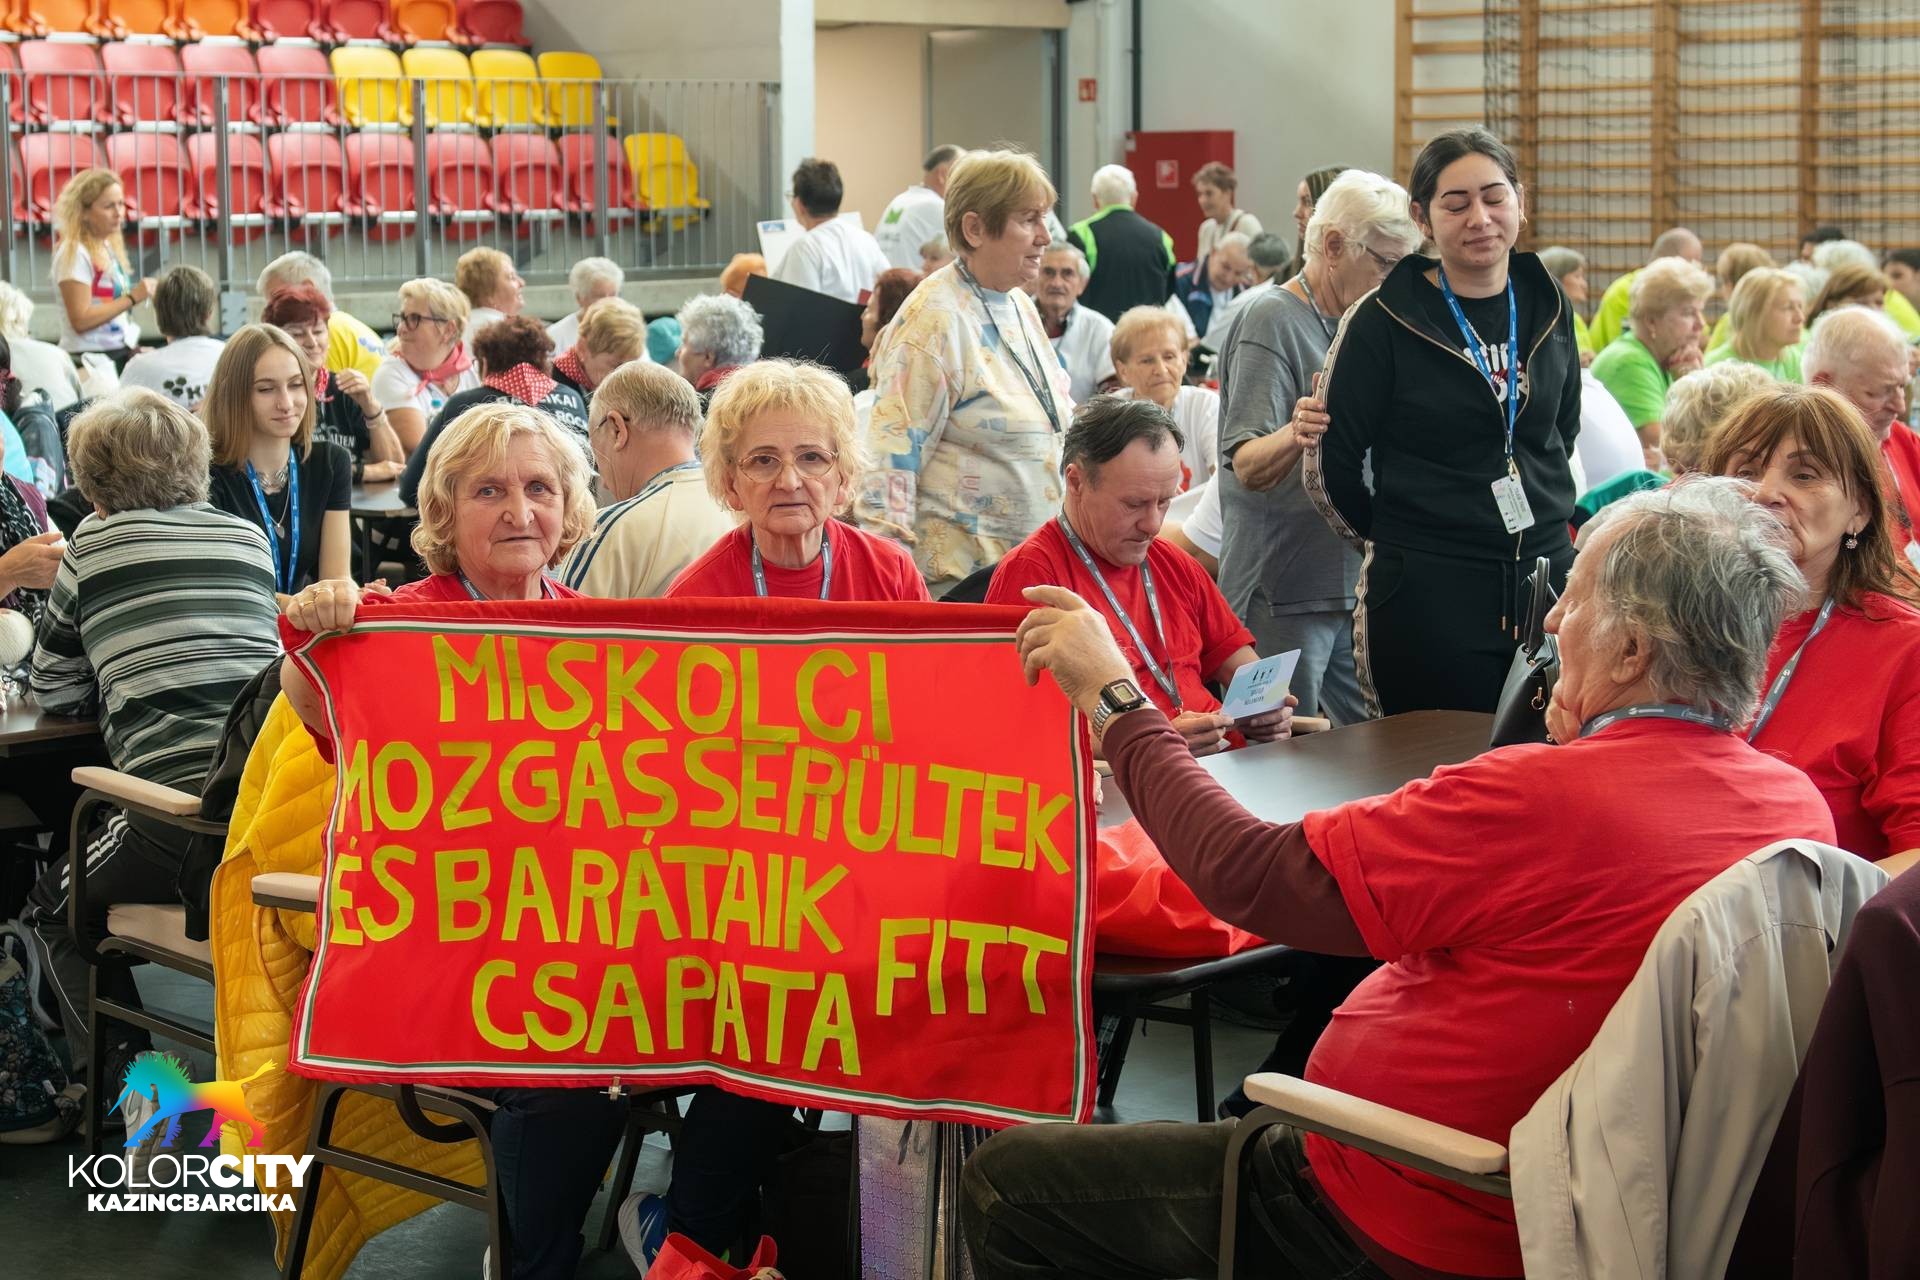 MISKOLCI
MOZGÁSSERÜLTEK
ÉS BARÁTAIK FITT
CSAPATA
KOLORCITY
KAZINCBARCIKA